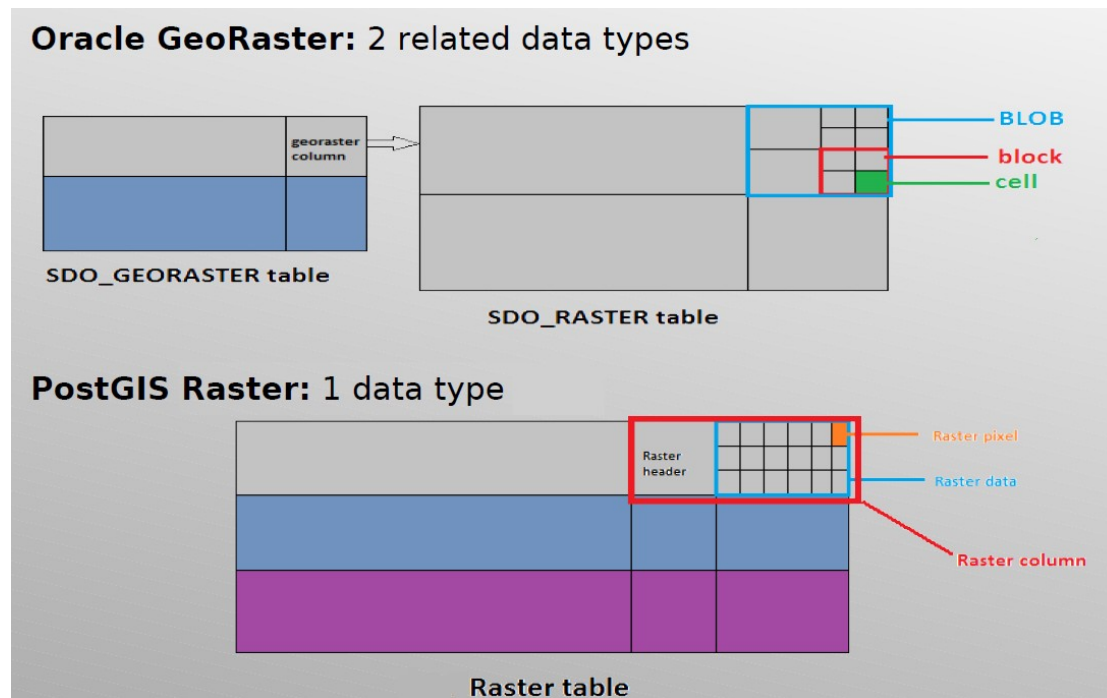 Oracle GeoRaster: 2 related data types
georaster
column
BLOB
block
cell
SDO_GEORASTER table
SDO_RASTER table
PostGIS Raster: 1 data type
Raster
header
Raster pixel
Raster data
Raster column
Raster table